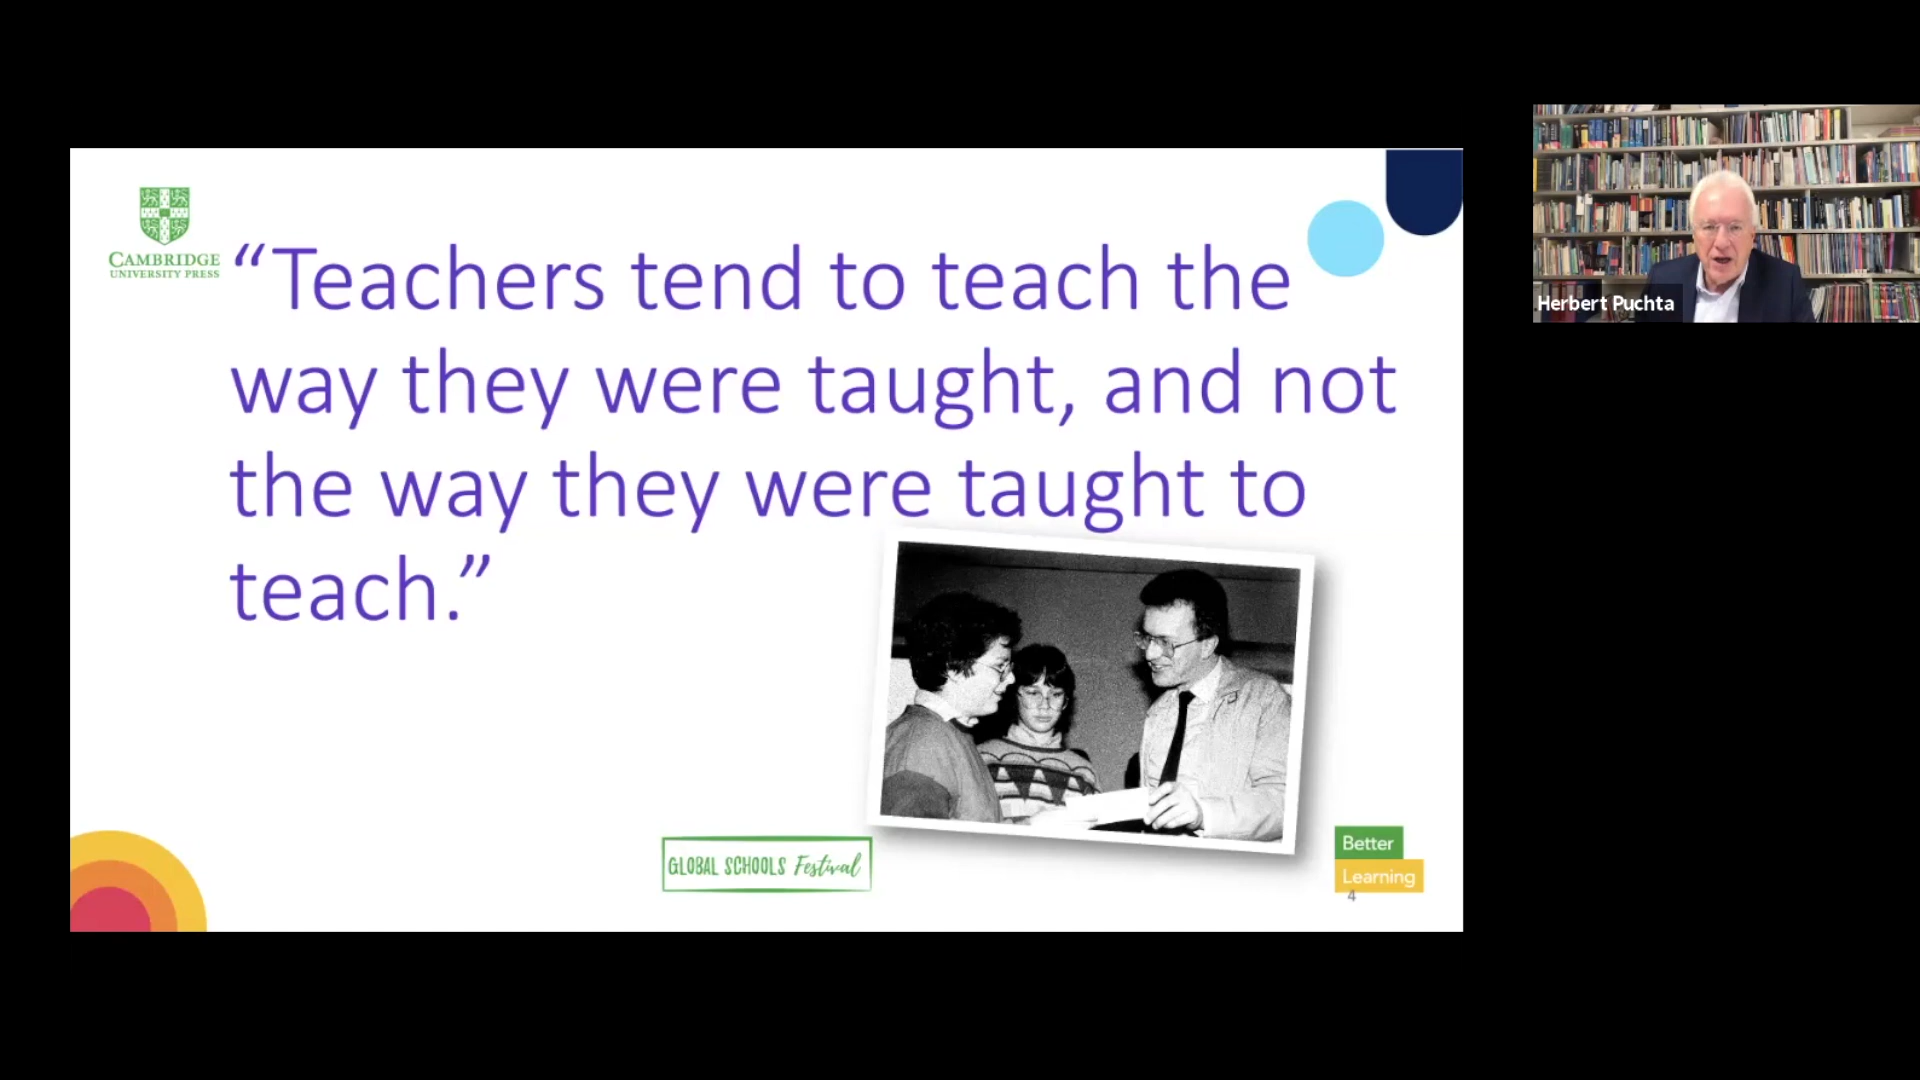 CAMBRIDGE
UNIVERSITY PRESS
“Teachers tend to teach the
way they were taught, and not
the way they were taught to
teach.”
GLOBAL SCHOOLS Festival
Better
Learning
4
Herbert Puchta